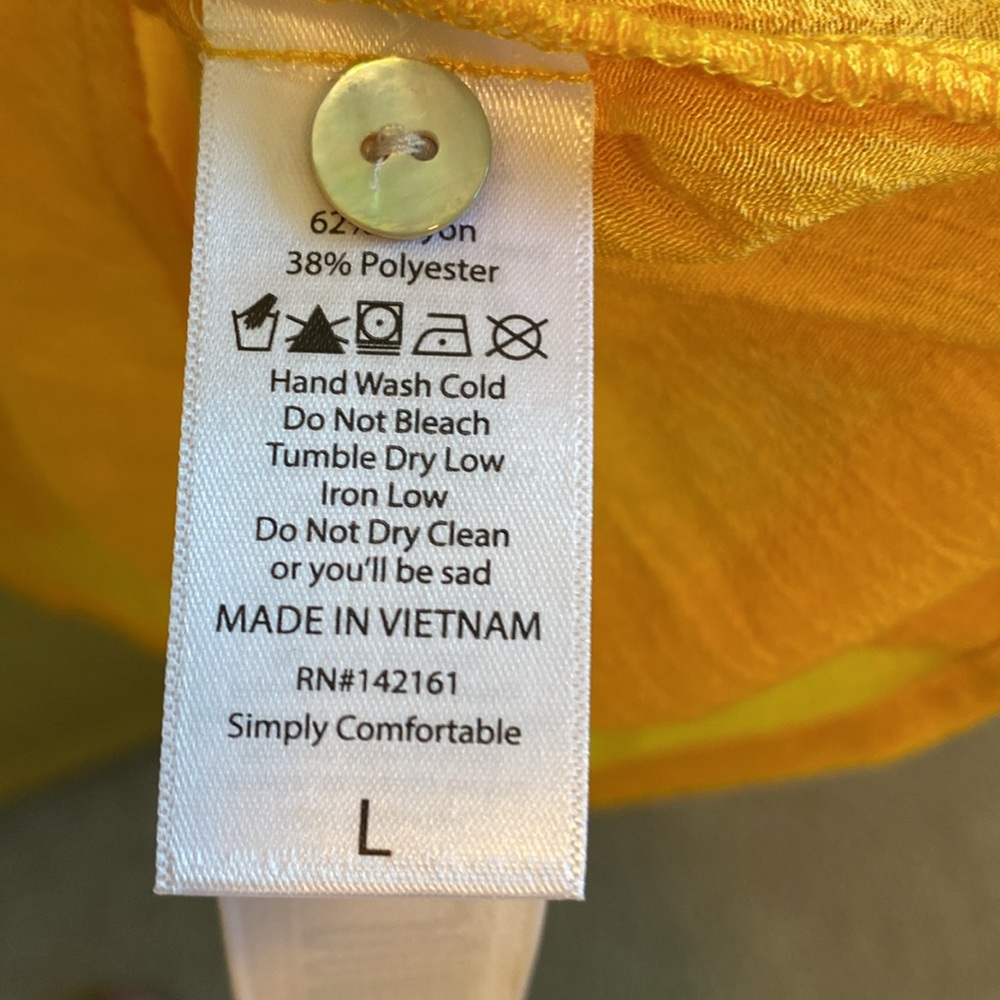 62%
38% Polyester
Hand Wash Cold
Do Not Bleach
Tumble Dry Low
Iron Low
Do Not Dry Clean
or you'll be sad
MADE IN VIETNAM
RN#142161
Simply Comfortable
L